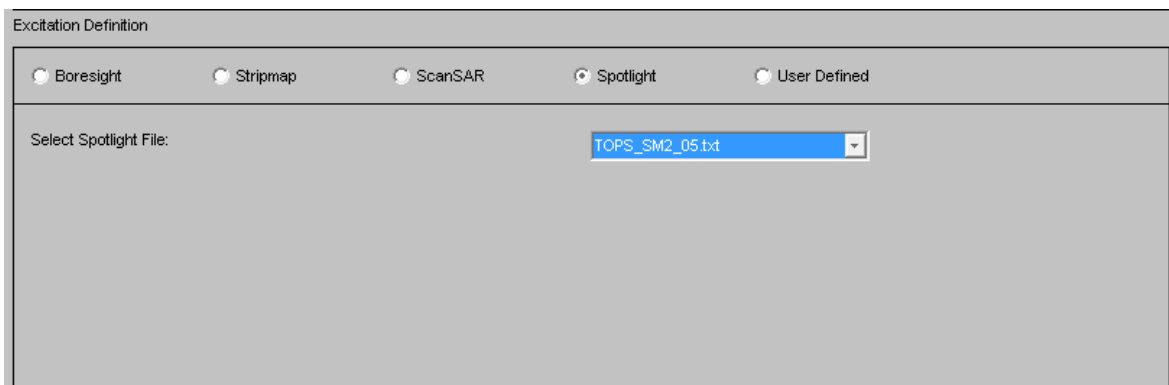 Excitation Definition
Boresight Stripmap ScanSAR Spotlight User Defined
Select Spotlight File: TOPS_SM2_05.txt